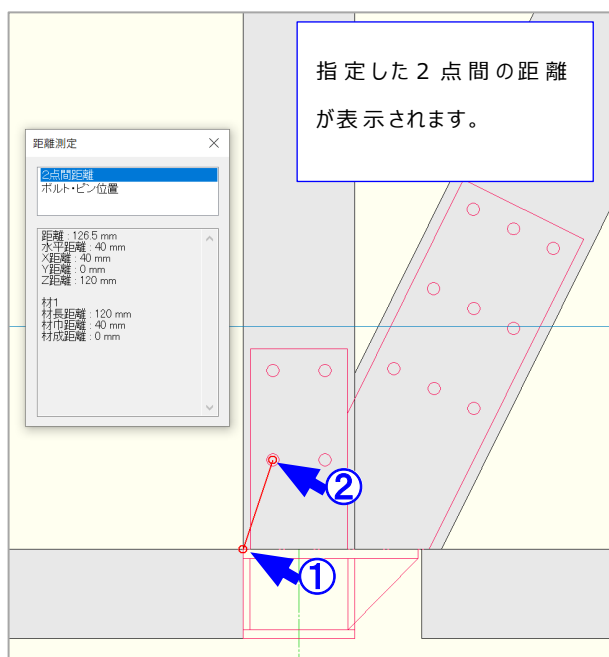 指定した2点間の距離
が表示されます。
距離測定
2点間距離
ボルト・ピン位置
距離 : 126.5 mm
水平距離 : 40 mm
X距離 : 40 mm
Y距離 : 0 mm
Z距離 : 120 mm
材1
材長距離 : 120 mm
材巾距離 : 40 mm
材成距離 : 0 mm
②
①